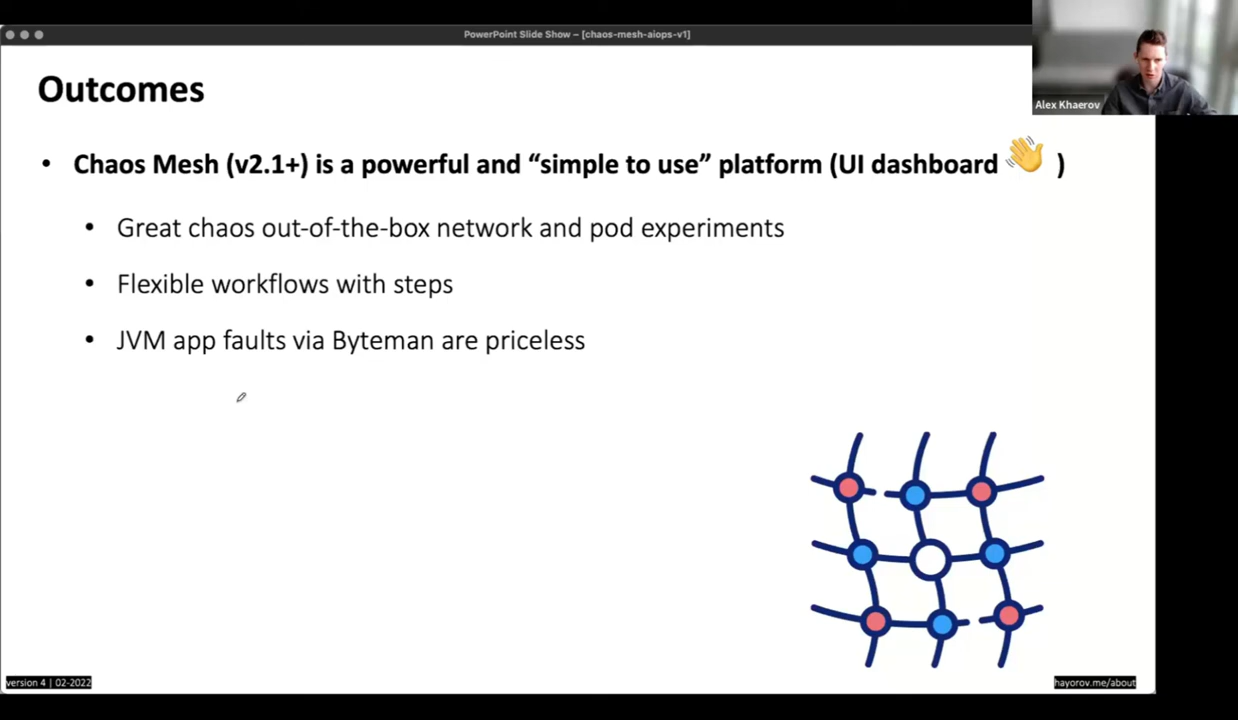 PowerPoint Slide Show – [chaos-mesh-aiops-v1]
Alex Khaerov
Outcomes
• Chaos Mesh (v2.1+) is a powerful and “simple to use” platform (UI dashboard 👋 )
• Great chaos out-of-the-box network and pod experiments
• Flexible workflows with steps
• JVM app faults via Byteman are priceless
version 4 | 02-2022
hayorov.me/about